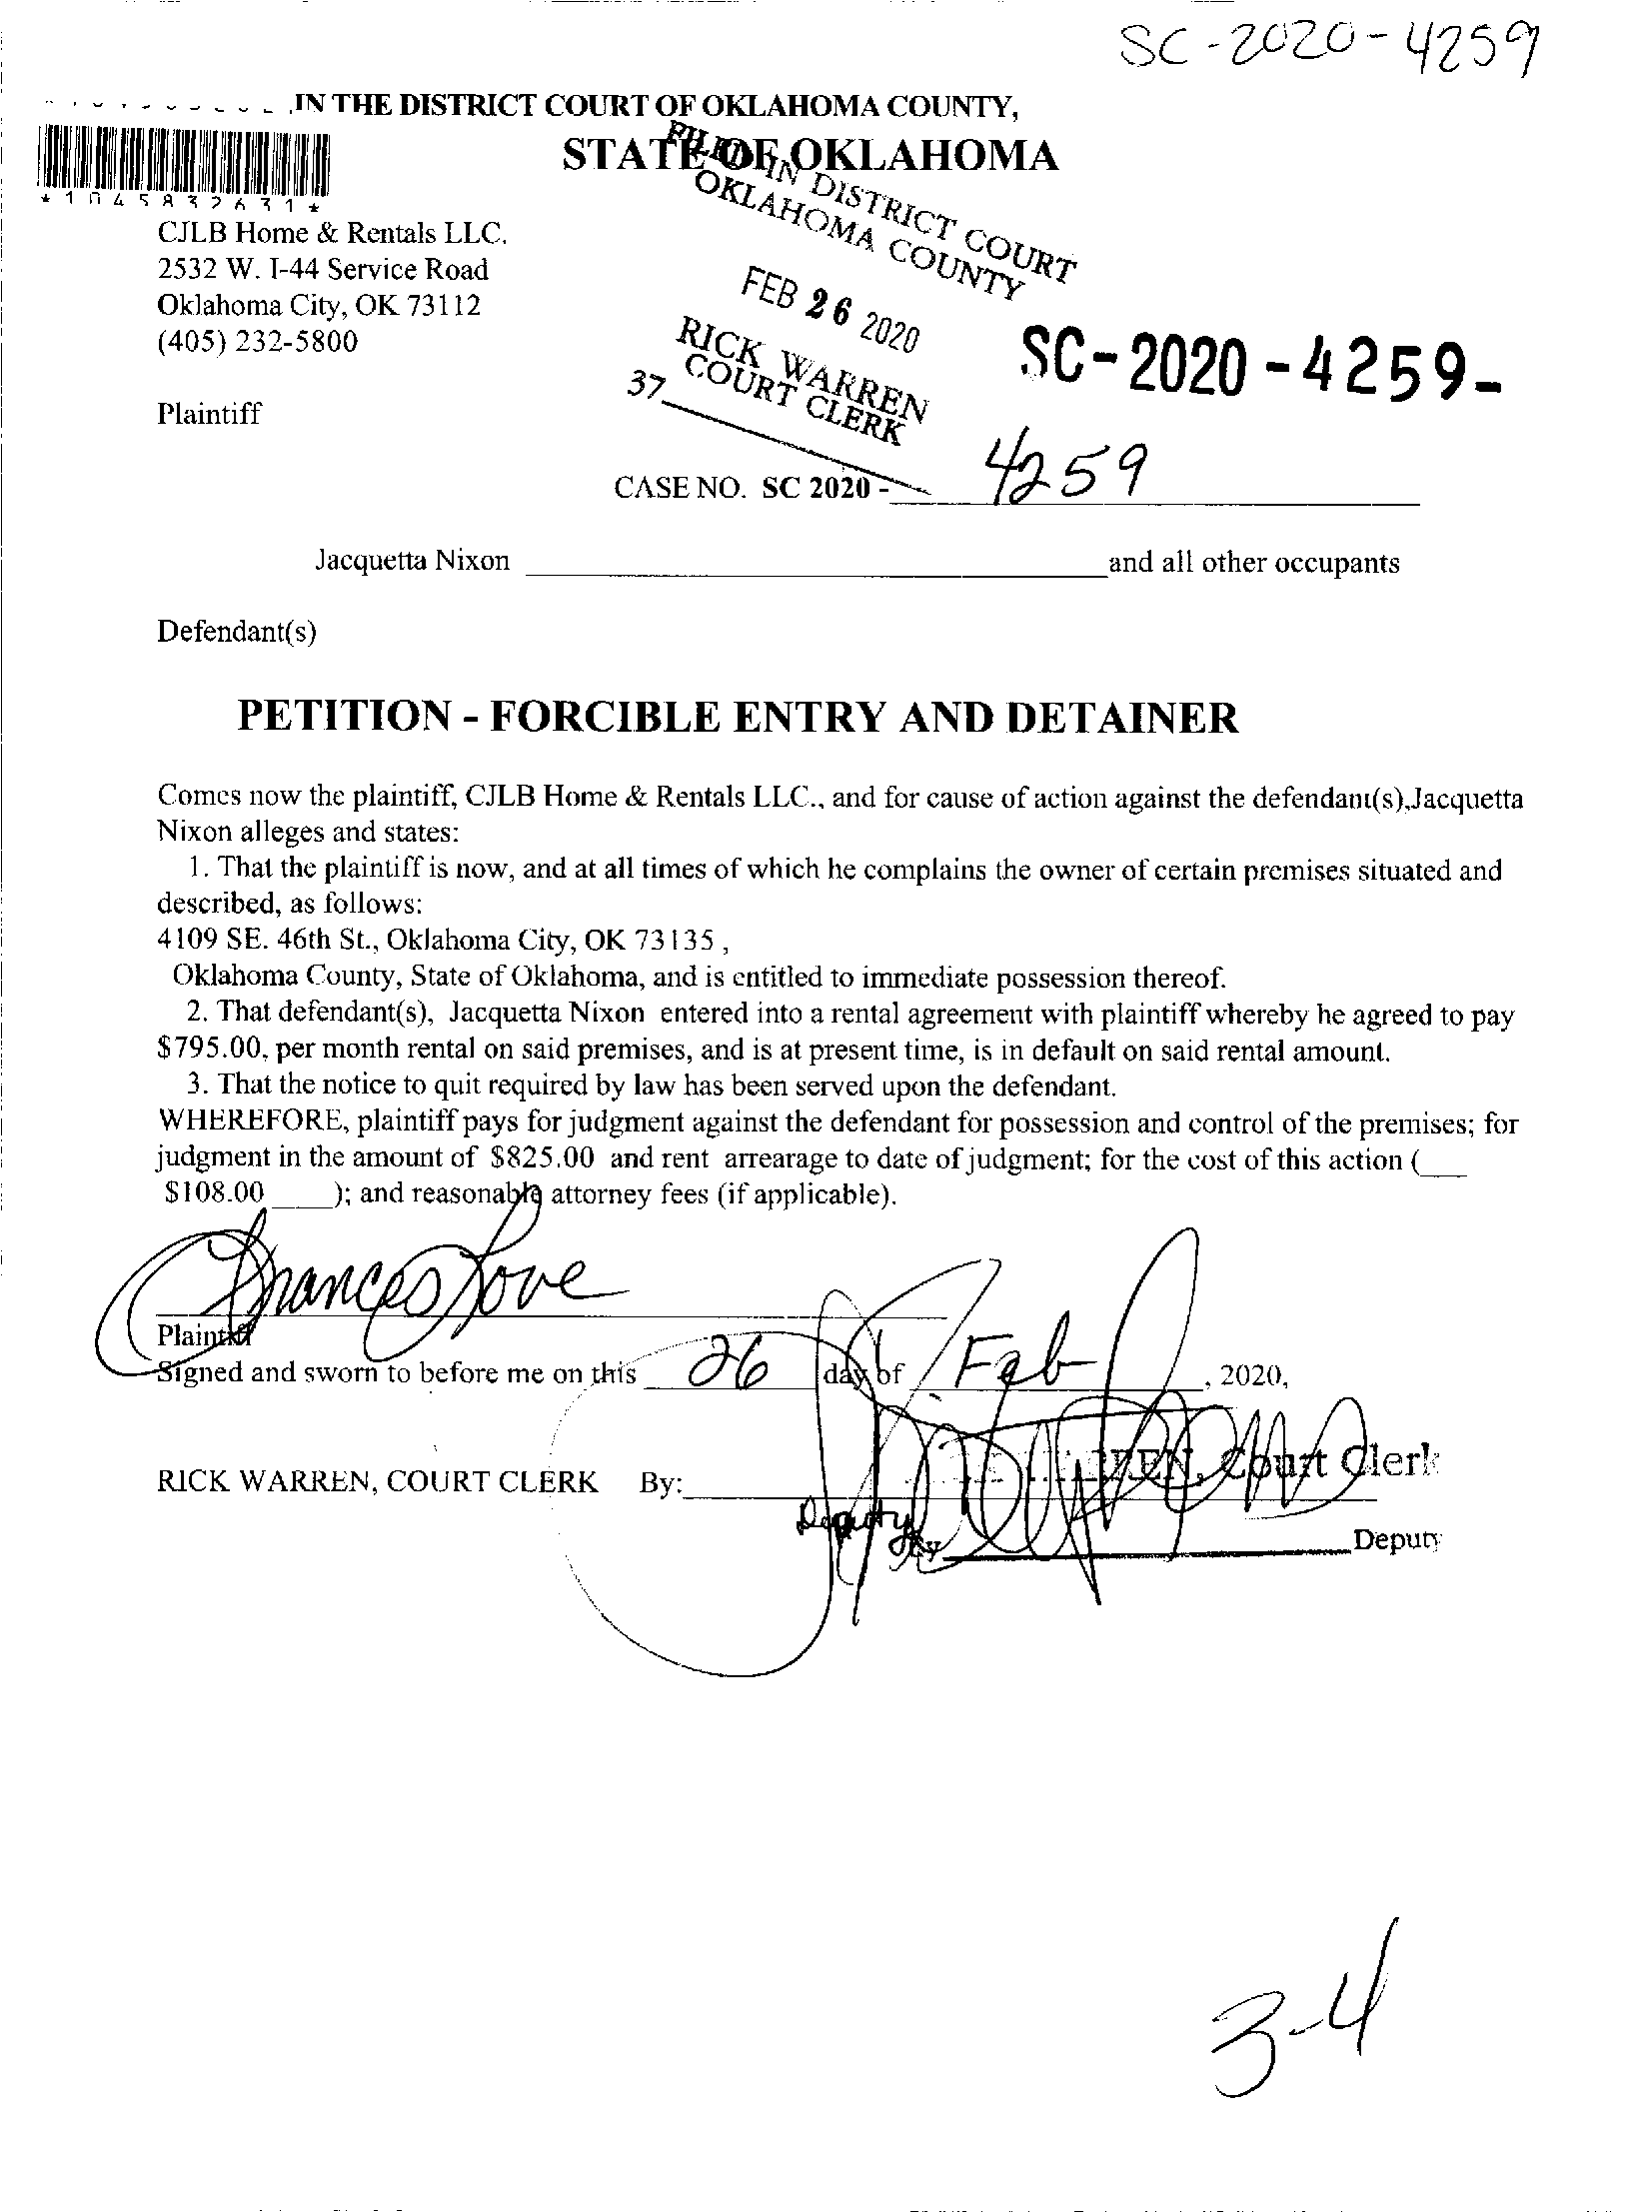 SC-2020-4259
IN THE DISTRICT COURT OF OKLAHOMA COUNTY,
STATE OF OKLAHOMA
*1045832631*
FILED IN DISTRICT COURT
OKLAHOMA COUNTY
FEB 26 2020
RICK WARREN
COURT CLERK
37
SC-2020-4259-
CJLB Home & Rentals LLC.
2532 W. I-44 Service Road
Oklahoma City, OK 73112
(405) 232-5800
Plaintiff
CASE NO. SC 2020 - 4259
Jacquetta Nixon and all other occupants
Defendant(s)
PETITION - FORCIBLE ENTRY AND DETAINER
Comes now the plaintiff, CJLB Home & Rentals LLC., and for cause of action against the defendant(s),Jacquetta
Nixon alleges and states:
1. That the plaintiff is now, and at all times of which he complains the owner of certain premises situated and
described, as follows:
4109 SE. 46th St., Oklahoma City, OK 73135 ,
Oklahoma County, State of Oklahoma, and is entitled to immediate possession thereof.
2. That defendant(s), Jacquetta Nixon entered into a rental agreement with plaintiff whereby he agreed to pay
$795.00, per month rental on said premises, and is at present time, is in default on said rental amount.
3. That the notice to quit required by law has been served upon the defendant.
WHEREFORE, plaintiff pays for judgment against the defendant for possession and control of the premises; for
judgment in the amount of $825.00 and rent arrearage to date of judgment; for the cost of this action (___
$108.00 ____); and reasonable attorney fees (if applicable).
Frances Love
Plaintiff
Signed and sworn to before me on this 26 day of Feb, 2020,
RICK WARREN, COURT CLERK By: Court Clerk
Deputy By Deputy
3-4